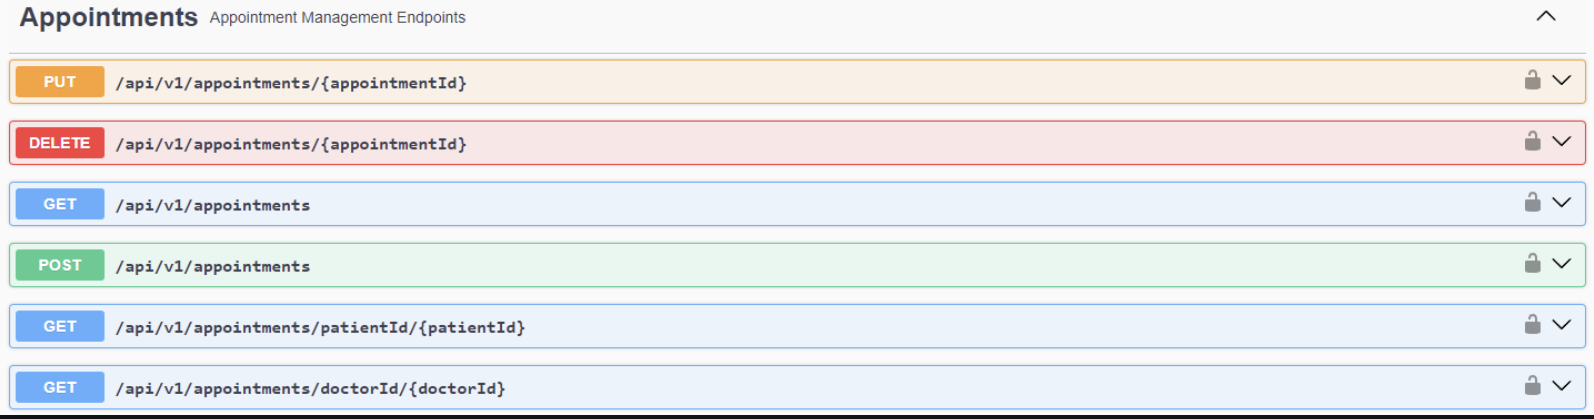 Appointments Appointment Management Endpoints
PUT /api/v1/appointments/{appointmentId}
DELETE /api/v1/appointments/{appointmentId}
GET /api/v1/appointments
POST /api/v1/appointments
GET /api/v1/appointments/patientId/{patientId}
GET /api/v1/appointments/doctorId/{doctorId}